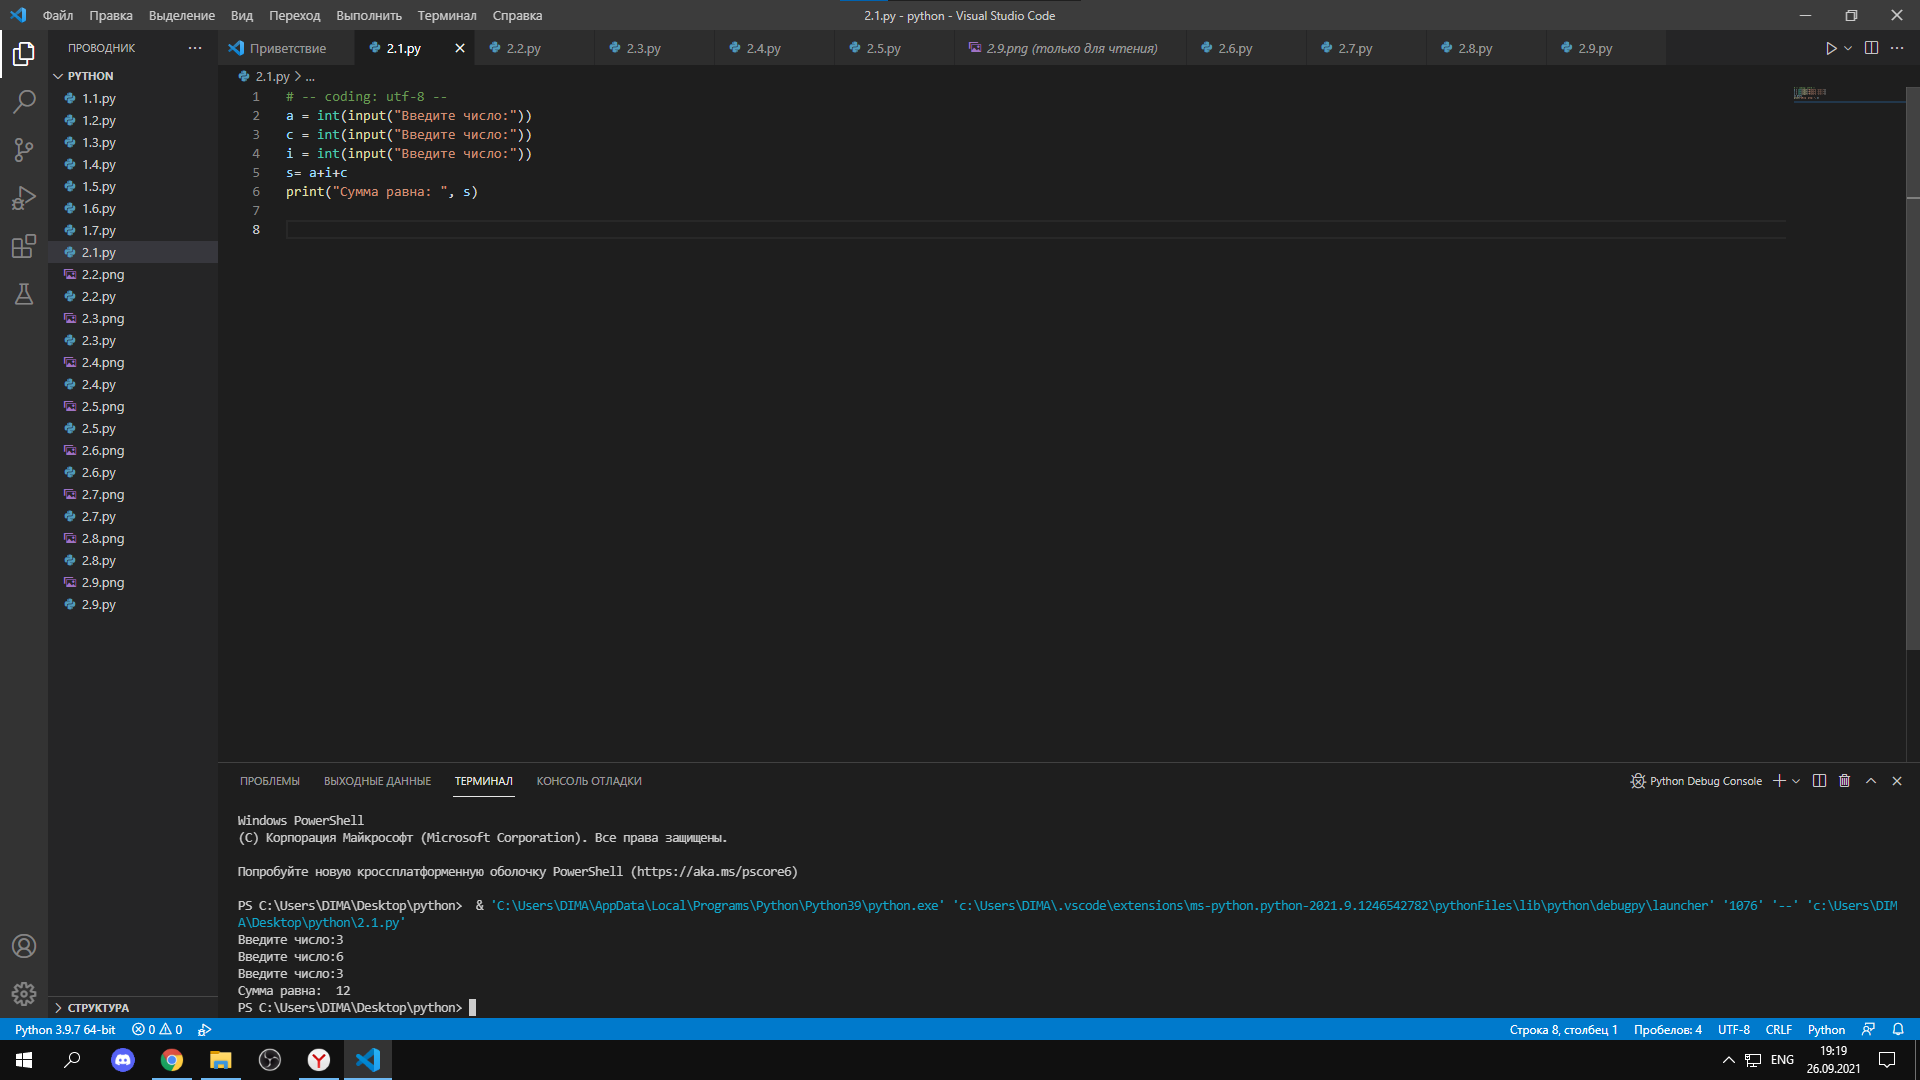 Файл Правка Выделение Вид Переход Выполнить Терминал Справка
2.1.py - python - Visual Studio Code
ПРОВОДНИК
Приветствие 2.1.py 2.2.py 2.3.py 2.4.py 2.5.py 2.9.png (только для чтения) 2.6.py 2.7.py 2.8.py 2.9.py
PYTHON
1.1.py
1.2.py
1.3.py
1.4.py
1.5.py
1.6.py
1.7.py
2.1.py
2.2.png
2.2.py
2.3.png
2.3.py
2.4.png
2.4.py
2.5.png
2.5.py
2.6.png
2.6.py
2.7.png
2.7.py
2.8.png
2.8.py
2.9.png
2.9.py
СТРУКТУРА
2.1.py > ...
1 # -- coding: utf-8 --
2 a = int(input("Введите число:"))
3 c = int(input("Введите число:"))
4 i = int(input("Введите число:"))
5 s= a+i+c
6 print("Сумма равна: ", s)
7
8
ПРОБЛЕМЫ ВЫХОДНЫЕ ДАННЫЕ ТЕРМИНАЛ КОНСОЛЬ ОТЛАДКИ
Python Debug Console
Windows PowerShell
(C) Корпорация Майкрософт (Microsoft Corporation). Все права защищены.
Попробуйте новую кроссплатформенную оболочку PowerShell (https://aka.ms/pscore6)
PS C:\Users\DIMA\Desktop\python>  & 'C:\Users\DIMA\AppData\Local\Programs\Python\Python39\python.exe' 'c:\Users\DIMA\.vscode\extensions\ms-python.python-2021.9.1246542782\pythonFiles\lib\python\debugpy\launcher' '1076' '--' 'c:\Users\DIM
A\Desktop\python\2.1.py'
Введите число:3
Введите число:6
Введите число:3
Сумма равна:  12
PS C:\Users\DIMA\Desktop\python>
Python 3.9.7 64-bit 0 0
Строка 8, столбец 1 Пробелов: 4 UTF-8 CRLF Python
ENG
19:19
26.09.2021